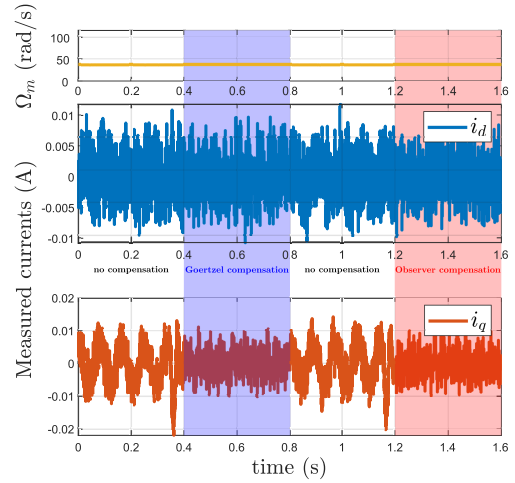 Ω_m (rad/s)
100
50
0
0 0.2 0.4 0.6 0.8 1 1.2 1.4 1.6
Measured currents (A)
0.01
0.005
0
-0.005
-0.01
i_d
0 0.2 0.4 0.6 0.8 1 1.2 1.4 1.6
no compensation Goertzel compensation no compensation Observer compensation
0.02
0.01
0
-0.01
-0.02
i_q
0 0.2 0.4 0.6 0.8 1 1.2 1.4 1.6
time (s)